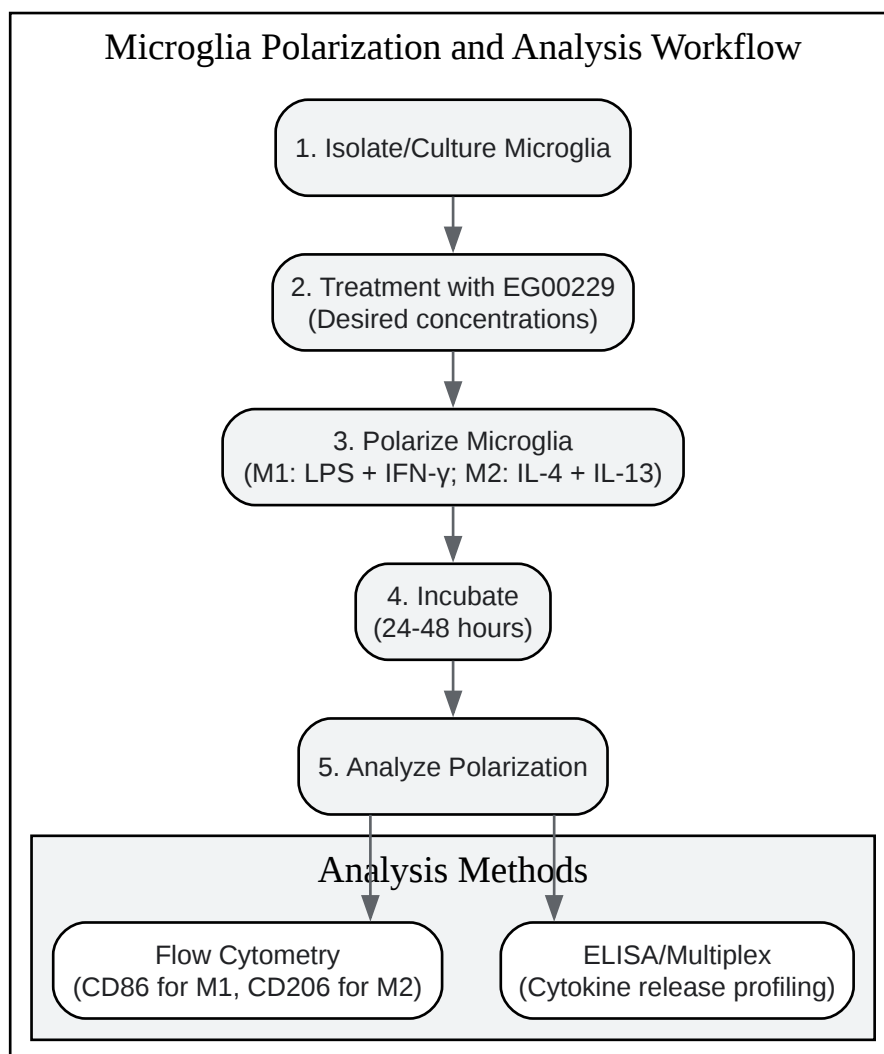 Microglia Polarization and Analysis Workflow
1. Isolate/Culture Microglia
2. Treatment with EG00229
(Desired concentrations)
3. Polarize Microglia
(M1: LPS + IFN-γ; M2: IL-4 + IL-13)
4. Incubate
(24-48 hours)
5. Analyze Polarization
Analysis Methods
Flow Cytometry
(CD86 for M1, CD206 for M2)
ELISA/Multiplex
(Cytokine release profiling)